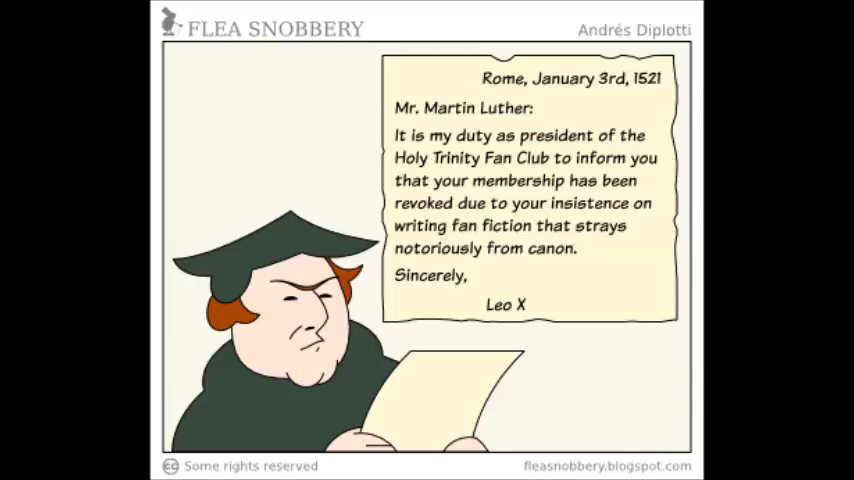 FLEA SNOBBERY
Andrés Diplotti
Rome, January 3rd, 1521
Mr. Martin Luther:
It is my duty as president of the
Holy Trinity Fan Club to inform you
that your membership has been
revoked due to your insistence on
writing fan fiction that strays
notoriously from canon.
Sincerely,
Leo X
cc Some rights reserved
fleasnobbery.blogspot.com